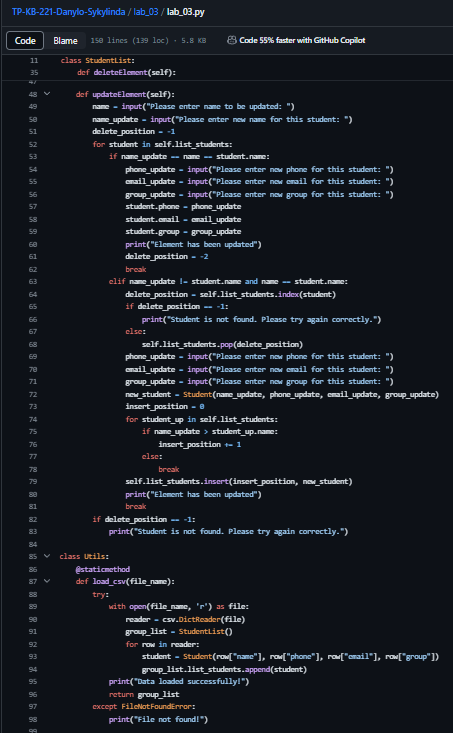 TP-KB-221-Danylo-Sykylinda / lab_03 / lab_03.py
Code Blame 150 lines (139 loc) · 5.8 KB Code 55% faster with GitHub Copilot
11 class StudentList:
35 def deleteElement(self):
47
48 def updateElement(self):
49 name = input("Please enter name to be updated: ")
50 name_update = input("Please enter new name for this student: ")
51 delete_position = -1
52 for student in self.list_students:
53 if name_update == name == student.name:
54 phone_update = input("Please enter new phone for this student: ")
55 email_update = input("Please enter new email for this student: ")
56 group_update = input("Please enter new group for this student: ")
57 student.phone = phone_update
58 student.email = email_update
59 student.group = group_update
60 print("Element has been updated")
61 delete_position = -2
62 break
63 elif name_update != student.name and name == student.name:
64 delete_position = self.list_students.index(student)
65 if delete_position == -1:
66 print("Student is not found. Please try again correctly.")
67 else:
68 self.list_students.pop(delete_position)
69 phone_update = input("Please enter new phone for this student: ")
70 email_update = input("Please enter new email for this student: ")
71 group_update = input("Please enter new group for this student: ")
72 new_student = Student(name_update, phone_update, email_update, group_update)
73 insert_position = 0
74 for student_up in self.list_students:
75 if name_update > student_up.name:
76 insert_position += 1
77 else:
78 break
79 self.list_students.insert(insert_position, new_student)
80 print("Element has been updated")
81 break
82 if delete_position == -1:
83 print("Student is not found. Please try again correctly.")
84
85 class Utils:
86 @staticmethod
87 def load_csv(file_name):
88 try:
89 with open(file_name, 'r') as file:
90 reader = csv.DictReader(file)
91 group_list = StudentList()
92 for row in reader:
93 student = Student(row["name"], row["phone"], row["email"], row["group"])
94 group_list.list_students.append(student)
95 print("Data loaded successfully!")
96 return group_list
97 except FileNotFoundError:
98 print("File not found!")
99